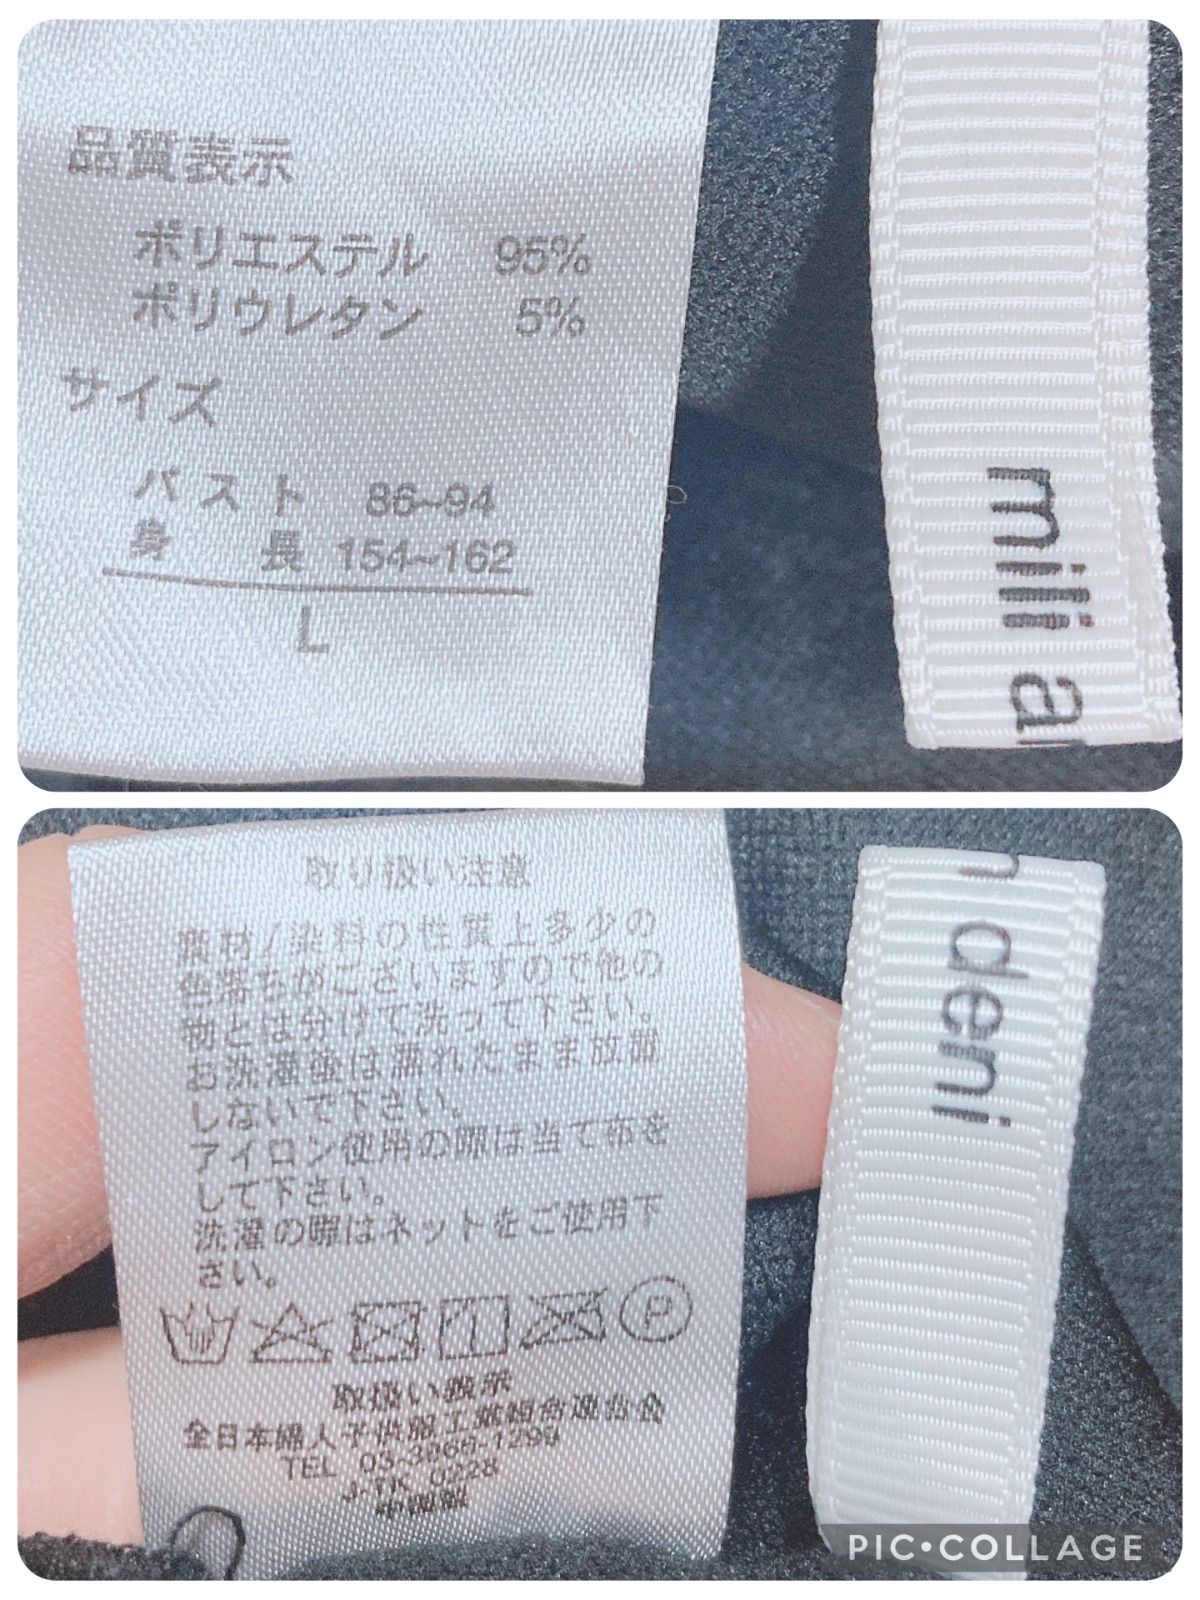 品質表示
ポリエステル 95%
ポリウレタン 5%
サイズ
バスト 86~94
身長 154~162
L
mili a
取り扱い注意
素材/染料の性質上多少の
色落ちがございますので他の
物とは分けて洗って下さい。
お洗濯後は濡れたまま放置
しないで下さい。
アイロン使用の際は当て布を
して下さい。
洗濯の際はネットをご使用下
さい。
P
取扱い表示
全日本婦人子供服工業組合連合会
TEL 03-3866-1299
J-TK 0228
中国製
n deni
PIC•COLLAGE